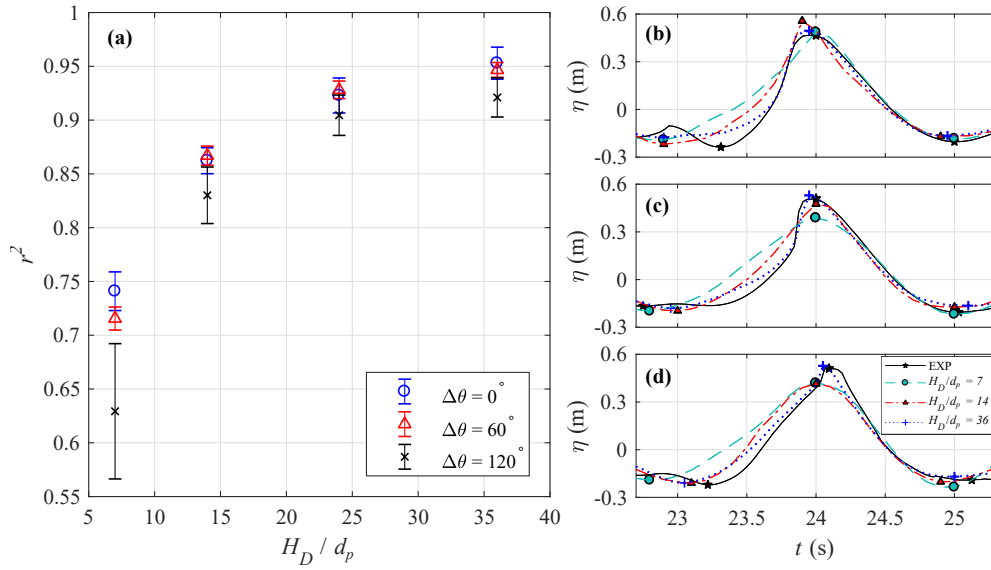 (a)
1
0.95
0.9
0.85
0.8
0.75
0.7
0.65
0.6
0.55
r²
5 10 15 20 25 30 35 40
H_D / d_p
Δθ = 0°
Δθ = 60°
Δθ = 120°
(b)
0.6
0.4
0
-0.3
η (m)
(c)
0.6
0.4
0
-0.3
η (m)
(d)
0.6
0.4
0
-0.3
η (m)
EXP
H_D/d_p = 7
H_D/d_p = 14
H_D/d_p = 36
23 23.5 24 24.5 25
t (s)